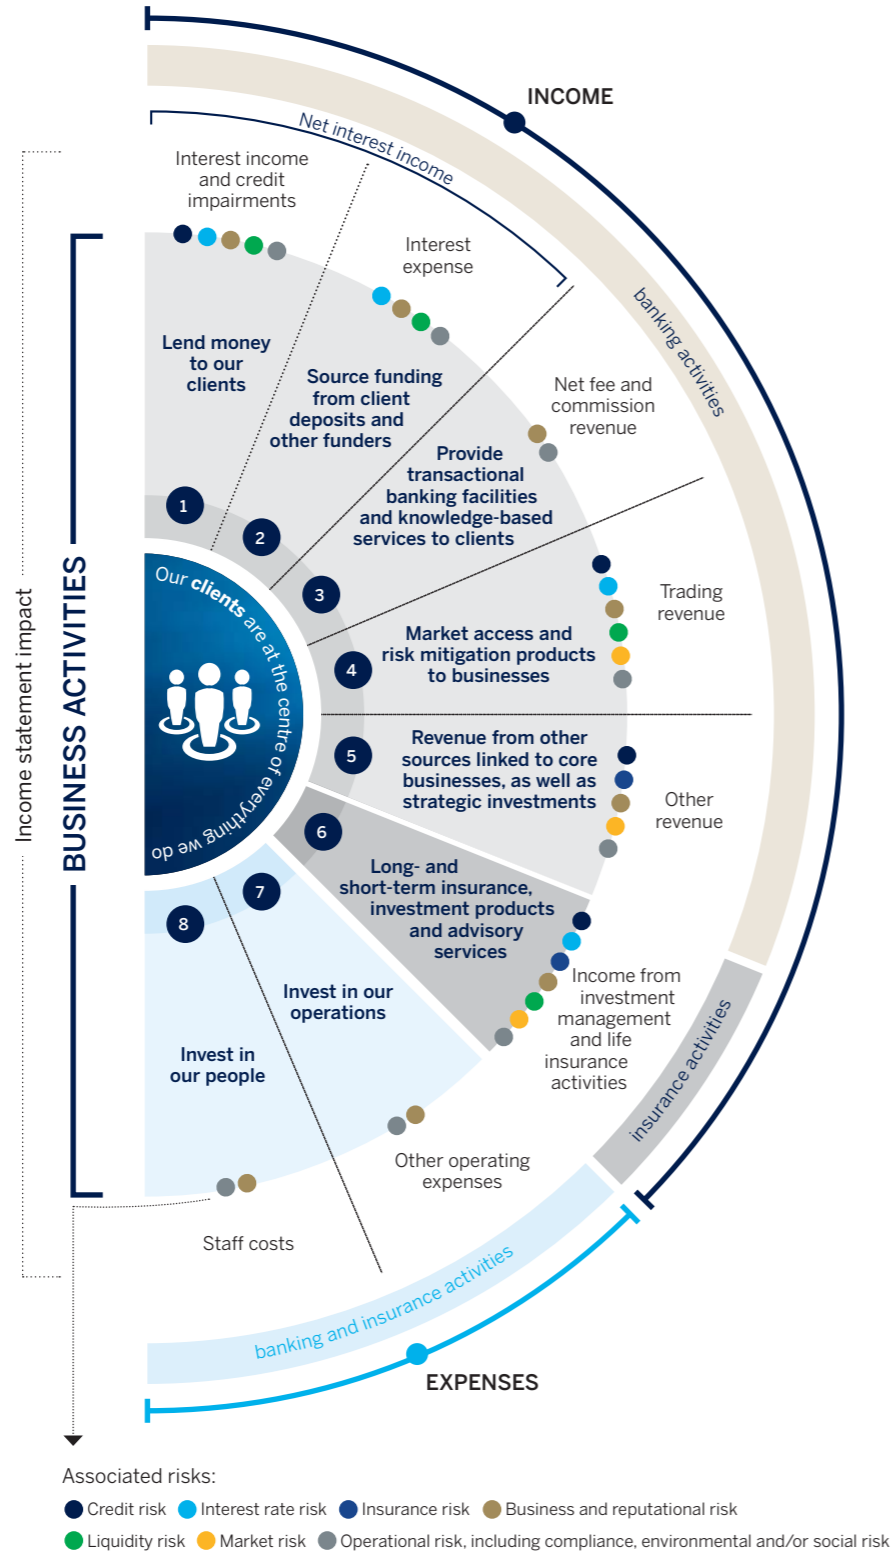 INCOME
banking activities
Net interest income
Interest income
and credit
impairments
Interest
expense
Net fee and
commission
revenue
Trading
revenue
Other
revenue
Income from
investment
management
and life
insurance
activities
insurance activities
Other operating
expenses
Staff costs
banking and insurance activities
EXPENSES
Income statement impact
BUSINESS ACTIVITIES
Our clients are at the centre of everything we do
1
Lend money
to our
clients
2
Source funding
from client
deposits and
other funders
3
Provide
transactional
banking facilities
and knowledge-based
services to clients
4
Market access and
risk mitigation products
to businesses
5
Revenue from other
sources linked to core
businesses, as well as
strategic investments
6
Long- and
short-term insurance,
investment products
and advisory
services
7
Invest in our
operations
8
Invest in
our people
Associated risks:
Credit risk Interest rate risk Insurance risk Business and reputational risk
Liquidity risk Market risk Operational risk, including compliance, environmental and/or social risk